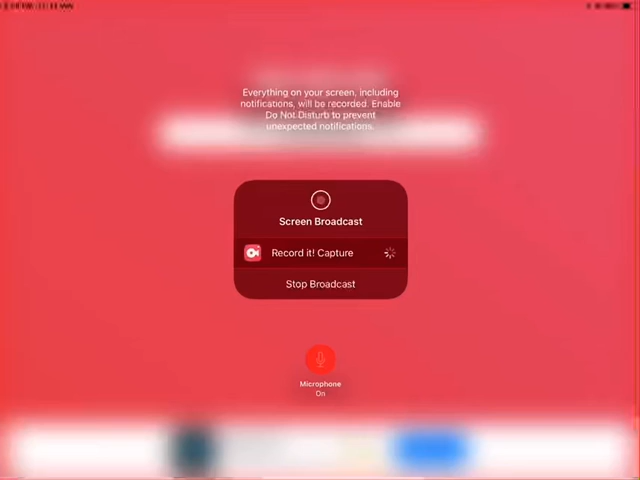 Everything on your screen, including
notifications, will be recorded. Enable
Do Not Disturb to prevent
unexpected notifications.
Screen Broadcast
Record it! Capture
Stop Broadcast
Microphone
On